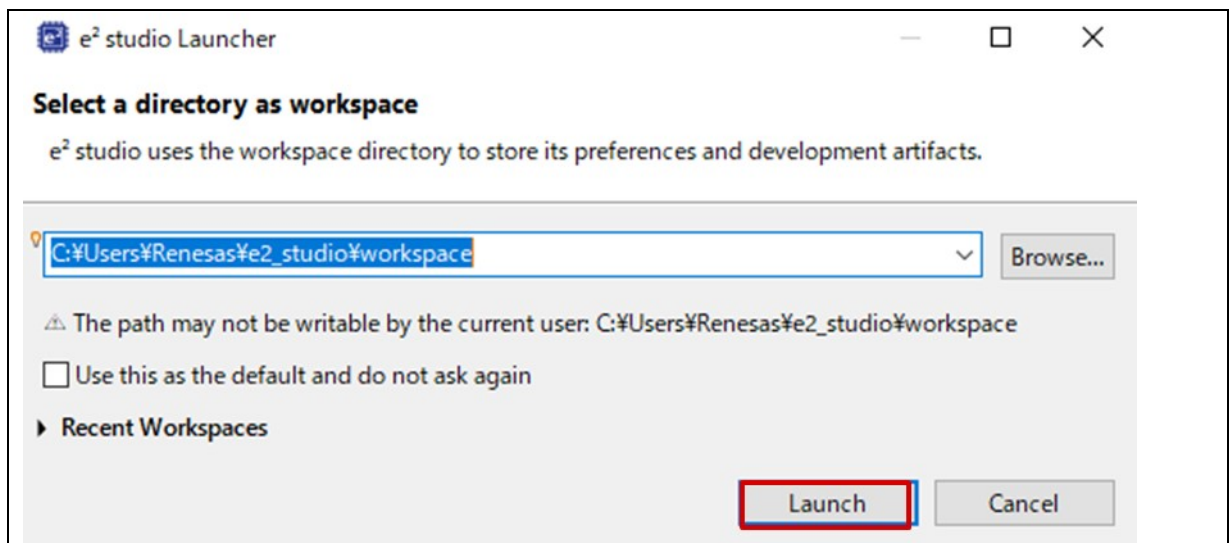 e² studio Launcher
Select a directory as workspace
e² studio uses the workspace directory to store its preferences and development artifacts.
C:¥Users¥Renesas¥e2_studio¥workspace
Browse...
The path may not be writable by the current user: C:¥Users¥Renesas¥e2_studio¥workspace
Use this as the default and do not ask again
Recent Workspaces
Launch Cancel